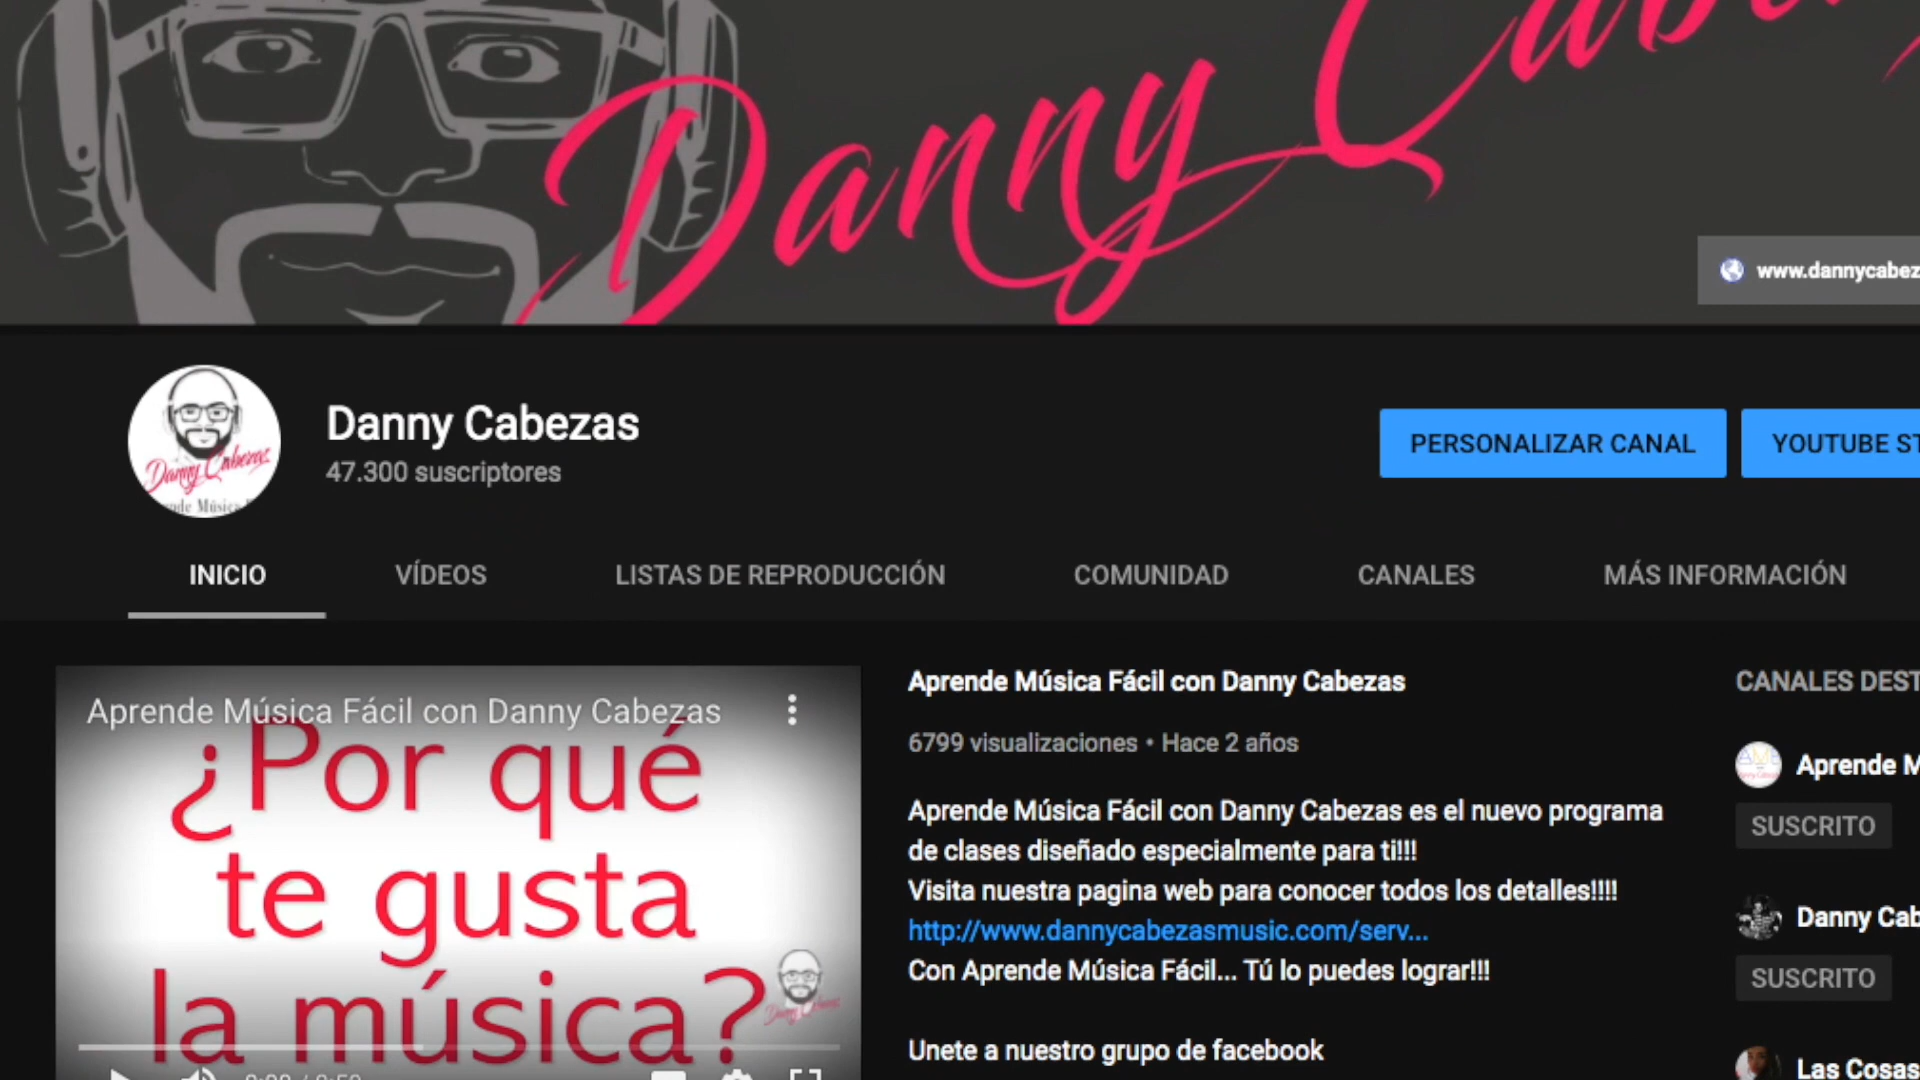 Danny
www.dannycabez
Danny Cabezas
47.300 suscriptores
PERSONALIZAR CANAL
YOUTUBE ST
Danny Cabezas
INICIO
VÍDEOS
LISTAS DE REPRODUCCIÓN
COMUNIDAD
CANALES
MÁS INFORMACIÓN
Aprende Música Fácil con Danny Cabezas
¿Por qué
te gusta
la música?
Danny Cabezas
Aprende Música Fácil con Danny Cabezas
6799 visualizaciones • Hace 2 años
Aprende Música Fácil con Danny Cabezas es el nuevo programa
de clases diseñado especialmente para ti!!!
Visita nuestra pagina web para conocer todos los detalles!!!!
http://www.dannycabezasmusic.com/serv...
Con Aprende Música Fácil... Tú lo puedes lograr!!!
Unete a nuestro grupo de facebook
CANALES DEST
Aprende M
SUSCRITO
Danny Cab
SUSCRITO
Las Cosas